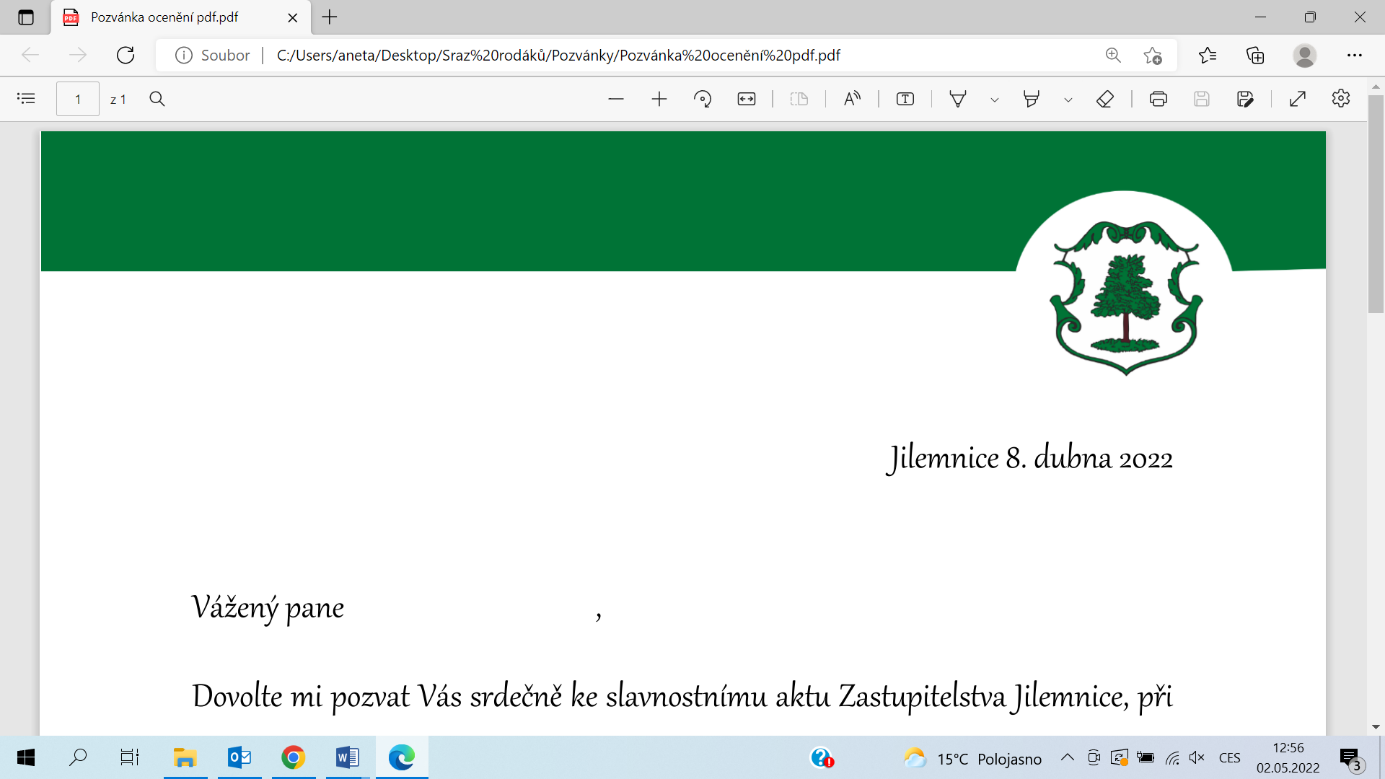 Pozvánka ocenění pdf.pdf
Soubor C:/Users/aneta/Desktop/Sraz%20rodáků/Pozvánky/Pozvánka%20ocenění%20pdf.pdf
1 z 1
Jilemnice 8. dubna 2022
Vážený pane ,
Dovolte mi pozvat Vás srdečně ke slavnostnímu aktu Zastupitelstva Jilemnice, při
15°C Polojasno CES 12:56
02.05.2022 3